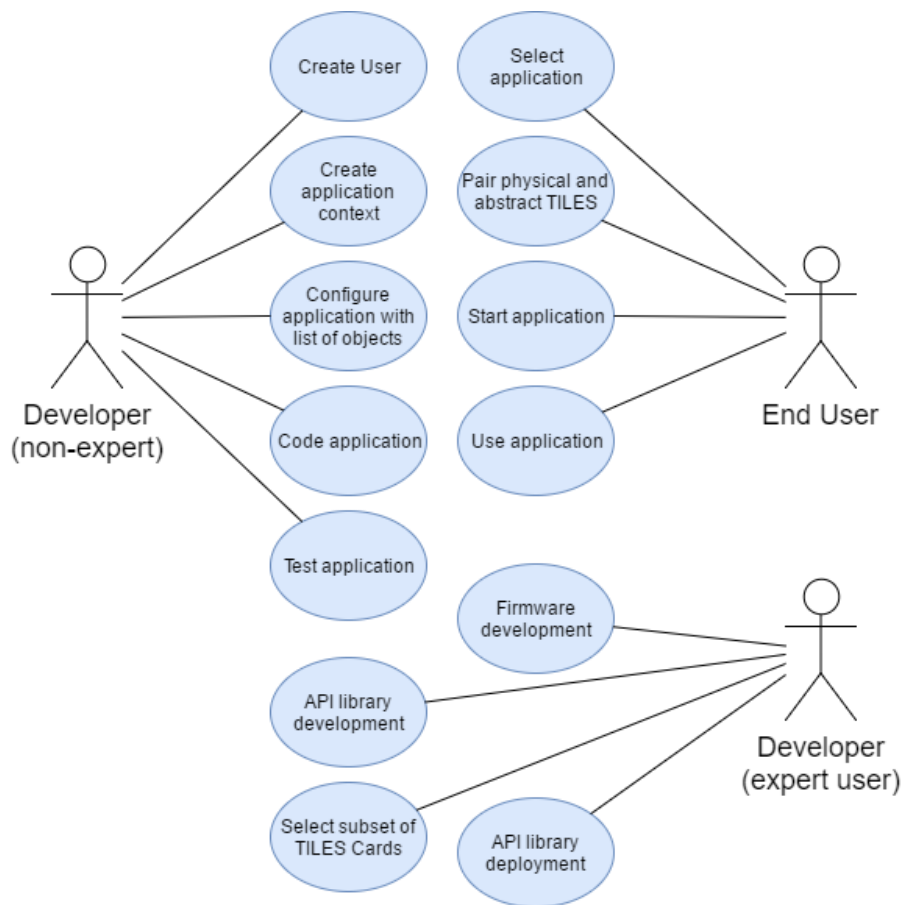 Create User
Select
application
Create
application
context
Pair physical and
abstract TILES
Configure
application with
list of objects
Start application
Developer
(non-expert)
End User
Code application
Use application
Test application
Firmware
development
API library
development
Developer
(expert user)
Select subset of
TILES Cards
API library
deployment